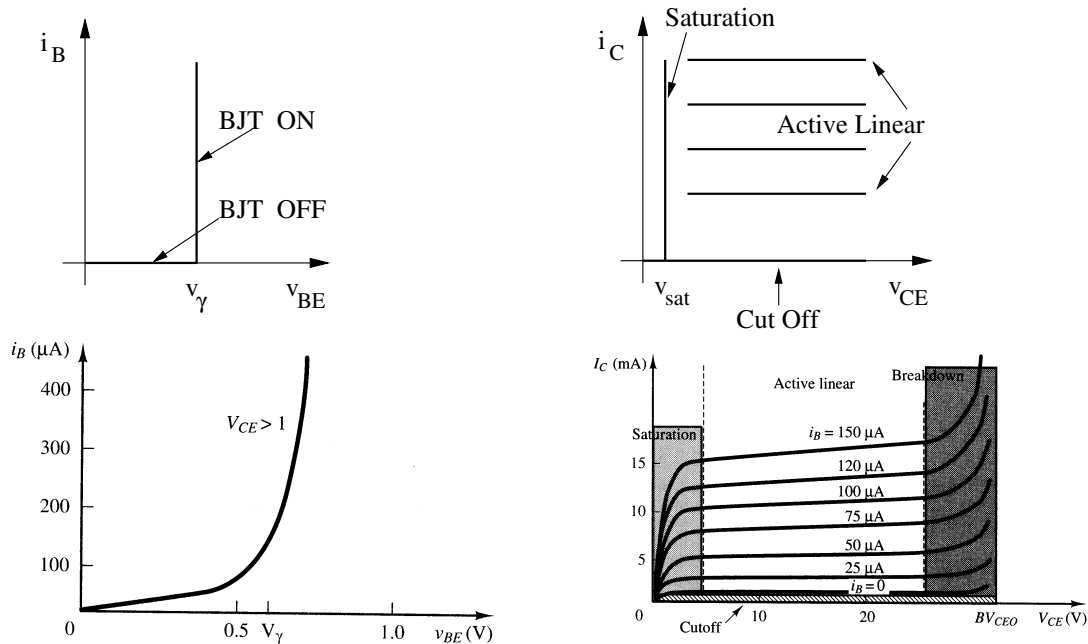 i_B
BJT ON
BJT OFF
v_γ
v_BE
Saturation
i_C
Active Linear
v_sat
v_CE
Cut Off
i_B (μA)
400
300
200
100
V_CE > 1
0
0.5
V_γ
1.0
v_BE (V)
I_C (mA)
Active linear
Breakdown
Saturation
i_B = 150 μA
15
120 μA
100 μA
10
75 μA
50 μA
5
25 μA
i_B = 0
0
10
20
BV_CEO
V_CE (V)
Cutoff